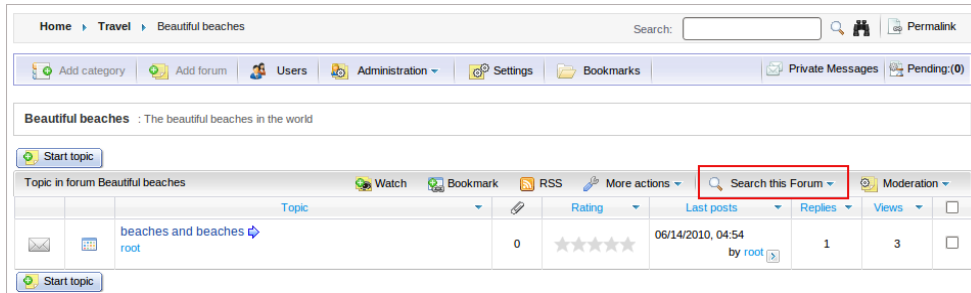 Home Travel Beautiful beaches Search: Permalink
Add category Add forum Users Administration Settings Bookmarks Private Messages Pending:(0)
Beautiful beaches : The beautiful beaches in the world
Start topic
Topic in forum Beautiful beaches Watch Bookmark RSS More actions Search this Forum Moderation
Topic Rating Last posts Replies Views
beaches and beaches 0 06/14/2010, 04:54 1 3
root by root
Start topic